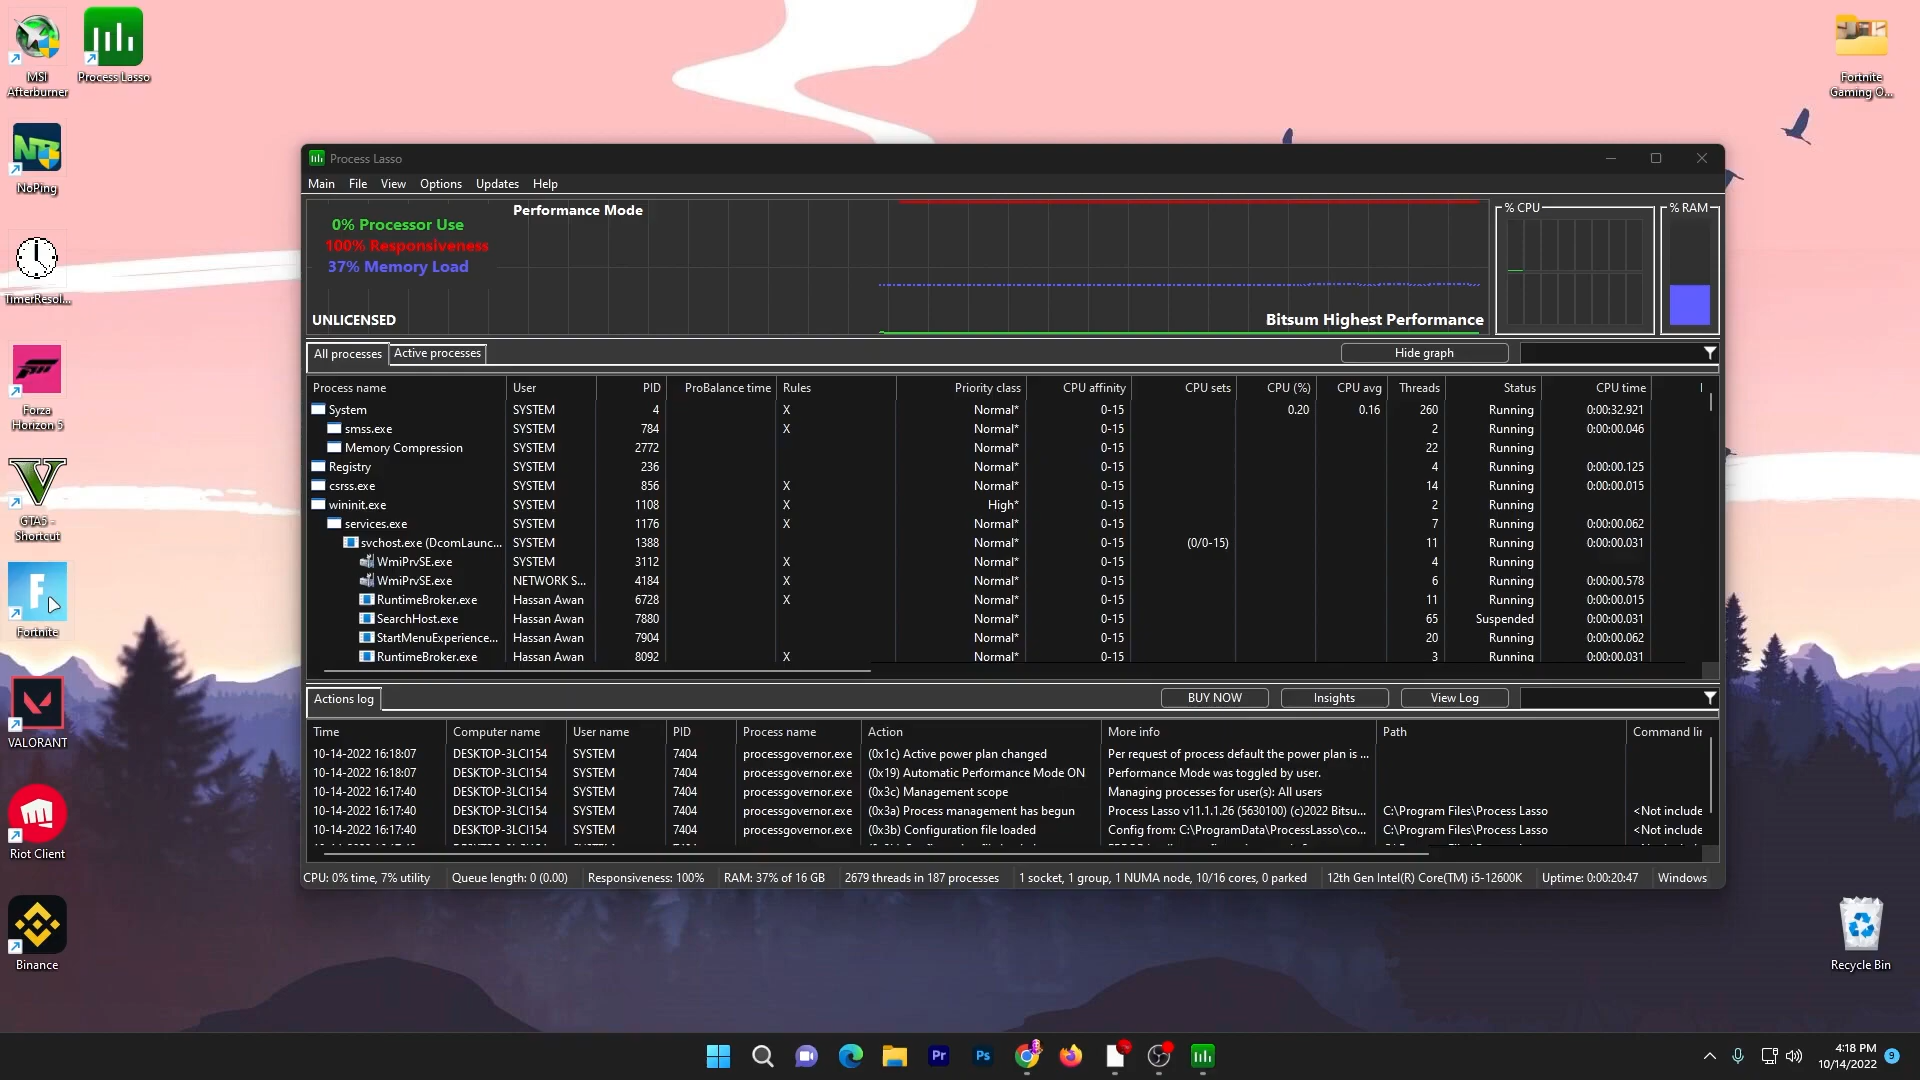 MSI
Afterburner
Process Lasso
NoPing
TimerResol...
Forza
Horizon 5
GTA5 -
Shortcut
Fortnite
VALORANT
Riot Client
Binance
Fortnite
Gaming O...
Recycle Bin
Process Lasso
Main File View Options Updates Help
Performance Mode
0% Processor Use
100% Responsiveness
37% Memory Load
UNLICENSED
Bitsum Highest Performance
% CPU
% RAM
All processes Active processes Hide graph
Process name User PID ProBalance time Rules Priority class CPU affinity CPU sets CPU (%) CPU avg Threads Status CPU time
System SYSTEM 4 X Normal* 0-15 0.20 0.16 260 Running 0:00:32.921
smss.exe SYSTEM 784 X Normal* 0-15 2 Running 0:00:00.046
Memory Compression SYSTEM 2772 Normal* 0-15 22 Running
Registry SYSTEM 236 Normal* 0-15 4 Running 0:00:00.125
csrss.exe SYSTEM 856 X Normal* 0-15 14 Running 0:00:00.015
wininit.exe SYSTEM 1108 X High* 0-15 2 Running
services.exe SYSTEM 1176 X Normal* 0-15 7 Running 0:00:00.062
svchost.exe (DcomLaunc... SYSTEM 1388 Normal* 0-15 (0/0-15) 11 Running 0:00:00.031
WmiPrvSE.exe SYSTEM 3112 X Normal* 0-15 4 Running
WmiPrvSE.exe NETWORK S... 4184 X Normal* 0-15 6 Running 0:00:00.578
RuntimeBroker.exe Hassan Awan 6728 X Normal* 0-15 11 Running 0:00:00.015
SearchHost.exe Hassan Awan 7880 Normal* 0-15 65 Suspended 0:00:00.031
StartMenuExperience... Hassan Awan 7904 Normal* 0-15 20 Running 0:00:00.062
RuntimeBroker.exe Hassan Awan 8092 X Normal* 0-15 3 Running 0:00:00.031
Actions log BUY NOW Insights View Log
Time Computer name User name PID Process name Action More info Path Command lin
10-14-2022 16:18:07 DESKTOP-3LCI154 SYSTEM 7404 processgovernor.exe (0x1c) Active power plan changed Per request of process default the power plan is ...
10-14-2022 16:18:07 DESKTOP-3LCI154 SYSTEM 7404 processgovernor.exe (0x19) Automatic Performance Mode ON Performance Mode was toggled by user.
10-14-2022 16:17:40 DESKTOP-3LCI154 SYSTEM 7404 processgovernor.exe (0x3c) Management scope Managing processes for user(s): All users
10-14-2022 16:17:40 DESKTOP-3LCI154 SYSTEM 7404 processgovernor.exe (0x3a) Process management has begun Process Lasso v11.1.1.26 (5630100) (c)2022 Bitsu... C:\Program Files\Process Lasso <Not include
10-14-2022 16:17:40 DESKTOP-3LCI154 SYSTEM 7404 processgovernor.exe (0x3b) Configuration file loaded Config from: C:\ProgramData\ProcessLasso\co... C:\Program Files\Process Lasso <Not include
CPU: 0% time, 7% utility Queue length: 0 (0.00) Responsiveness: 100% RAM: 37% of 16 GB 2679 threads in 187 processes 1 socket, 1 group, 1 NUMA node, 10/16 cores, 0 parked 12th Gen Intel(R) Core(TM) i5-12600K Uptime: 0:00:20:47 Windows
Pr Ps
4:18 PM
10/14/2022 9